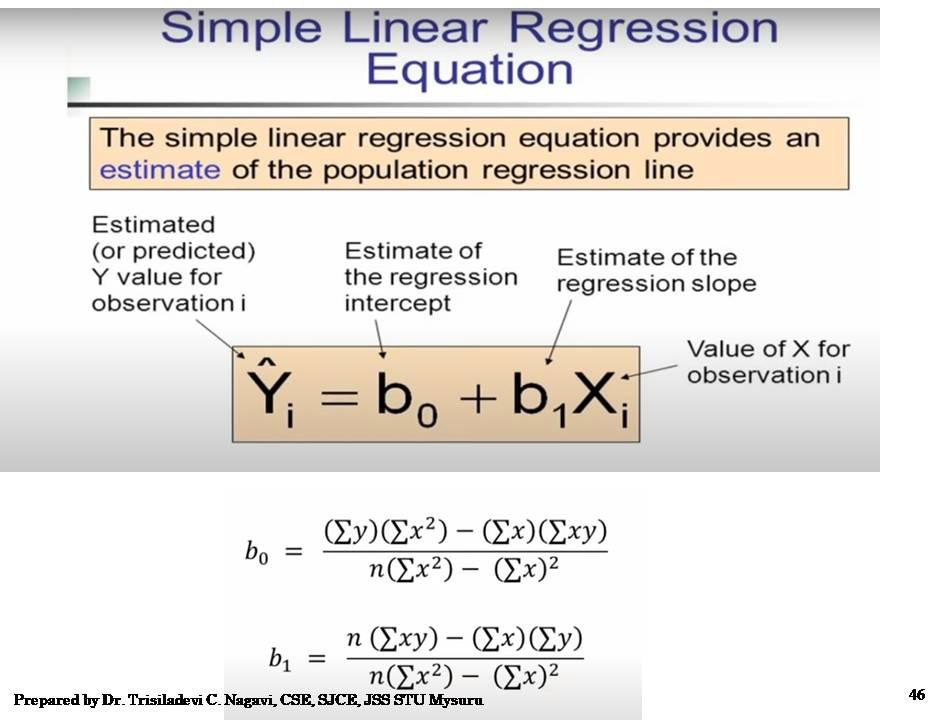 Simple Linear Regression
Equation
The simple linear regression equation provides an
estimate of the population regression line
Estimated
(or predicted)
Y value for
observation i
Estimate of
the regression
intercept
Estimate of the
regression slope
Value of X for
observation i
Ŷᵢ = b₀ + b₁Xᵢ
b₀ = (∑y)(∑x²) − (∑x)(∑xy) / n(∑x²) − (∑x)²
b₁ = n (∑xy) − (∑x)(∑y) / n(∑x²) − (∑x)²
Prepared by Dr. Trisiladevi C. Nagavi, CSE, SJCE, JSS STU Mysuru
46